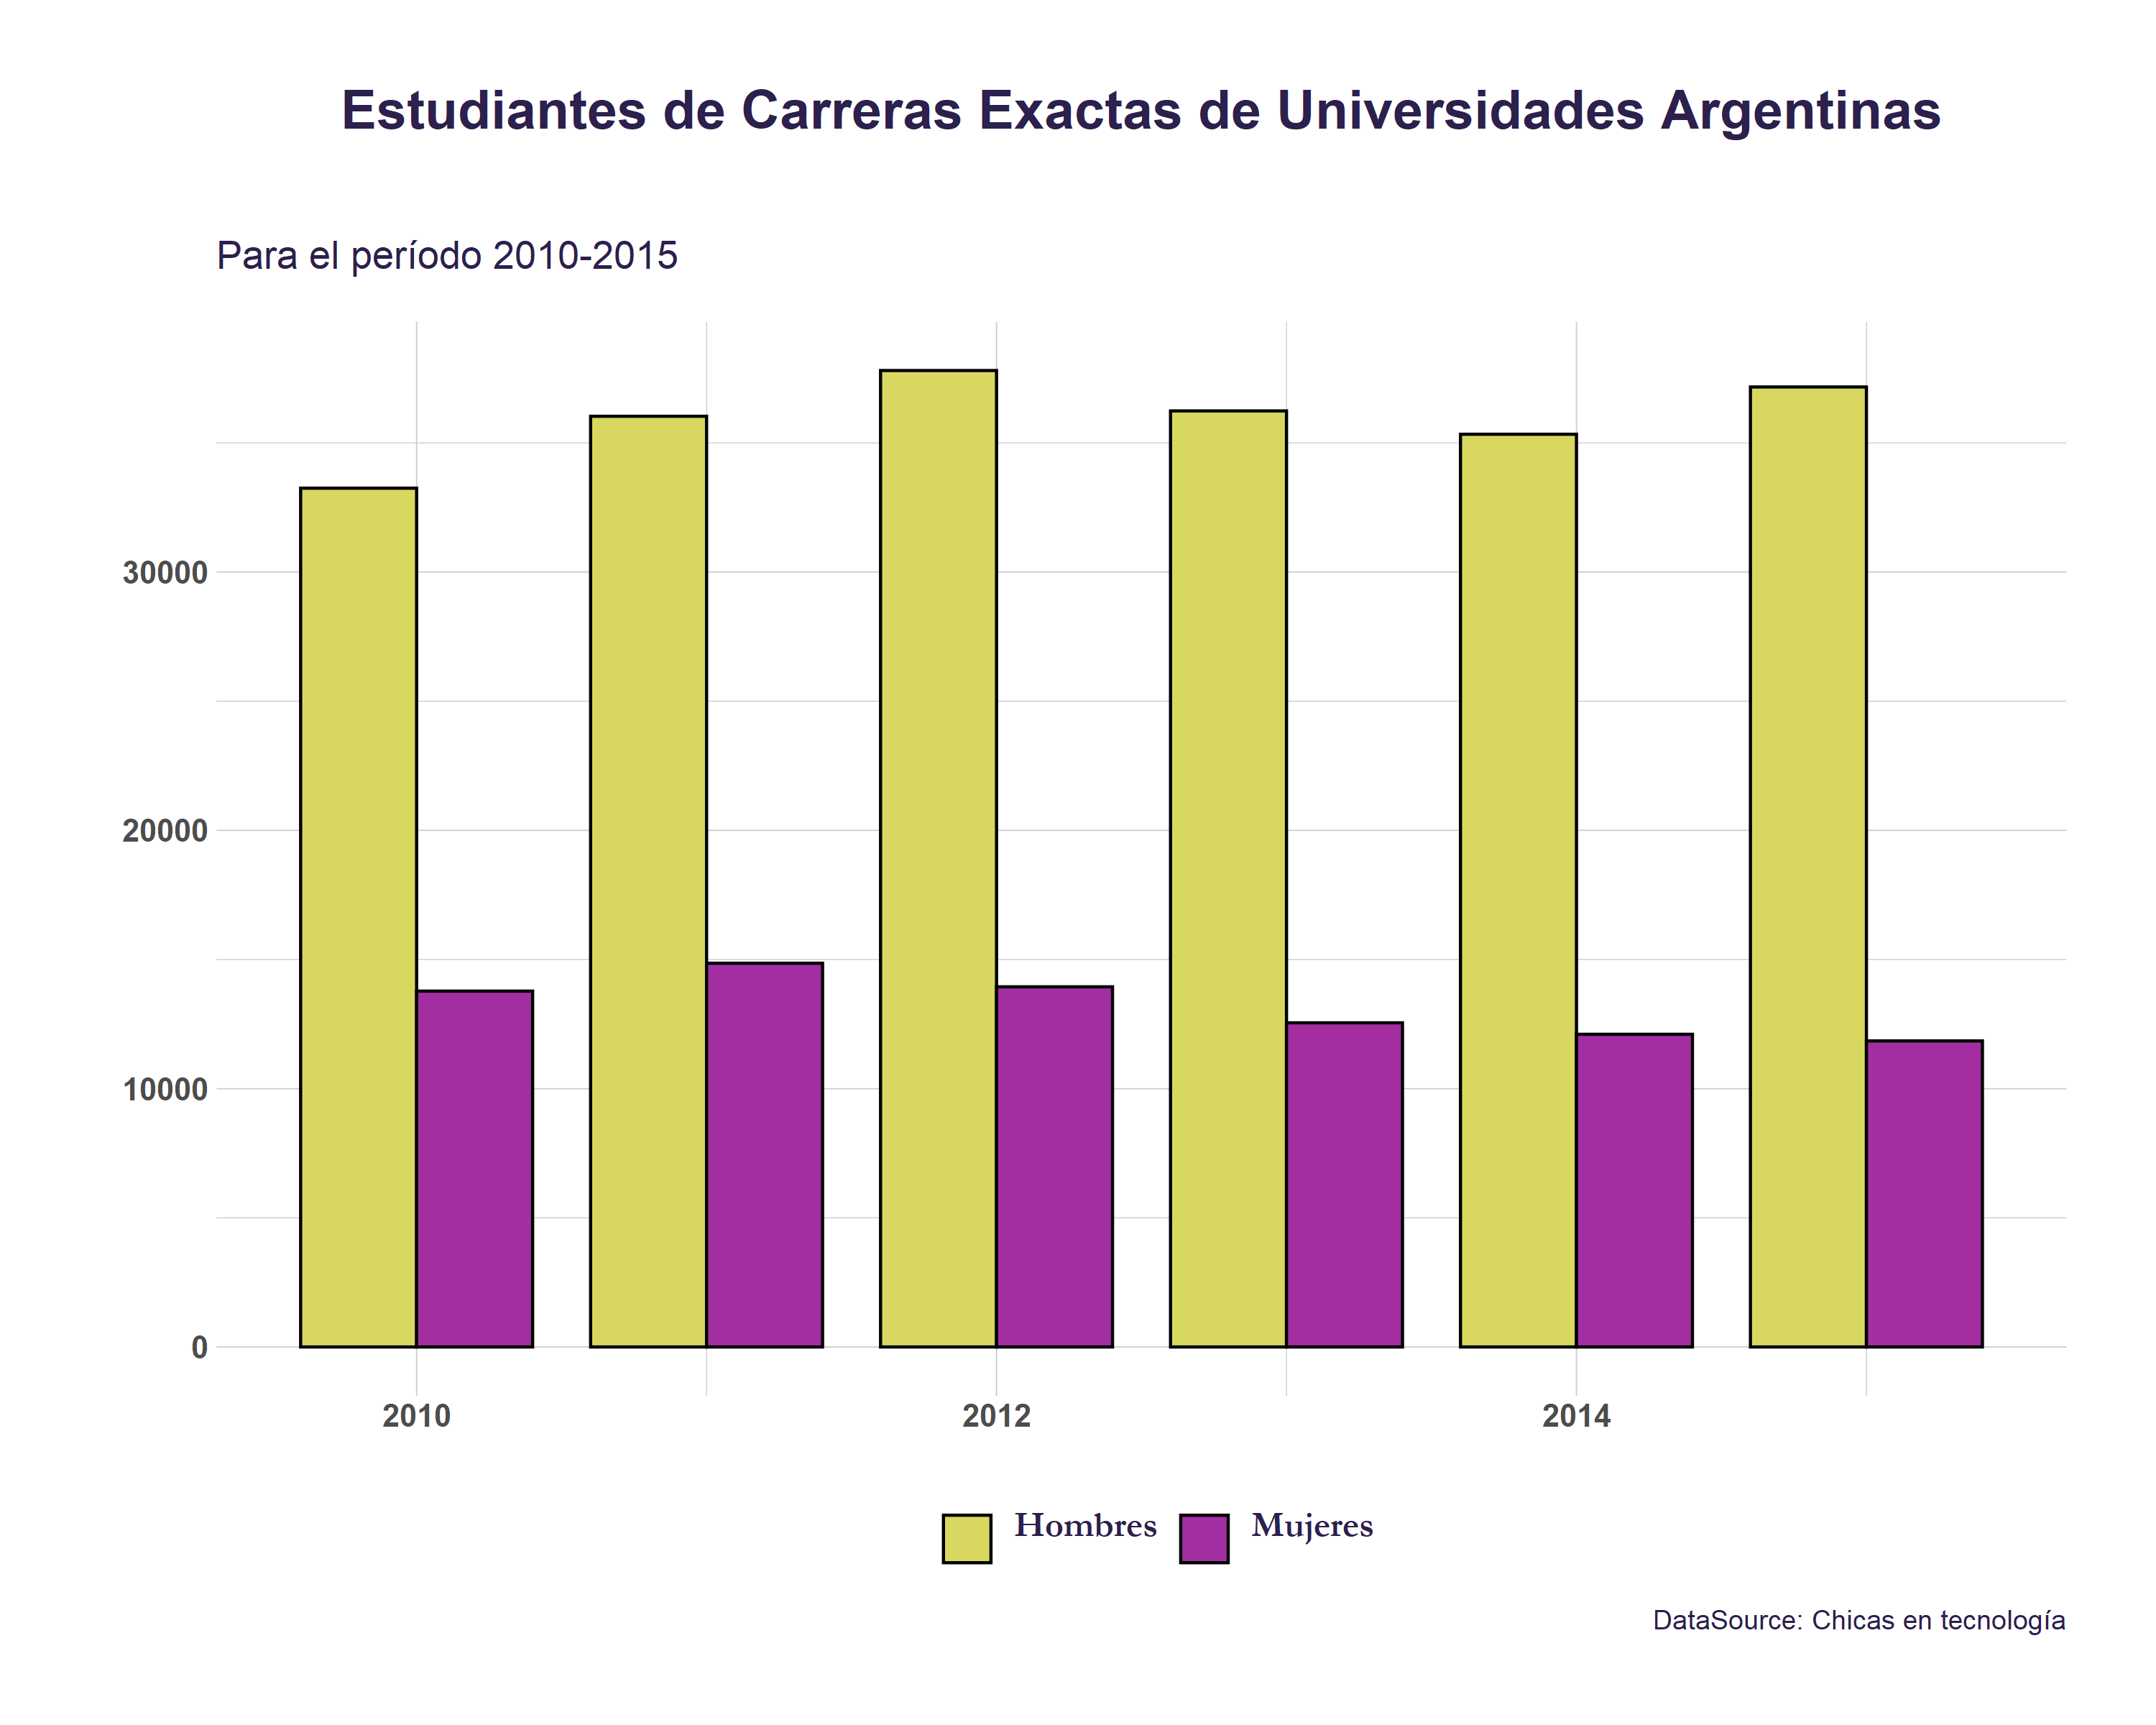 Estudiantes de Carreras Exactas de Universidades Argentinas
Para el período 2010-2015
30000
20000
10000
0
2010 2012 2014
Hombres Mujeres
DataSource: Chicas en tecnología